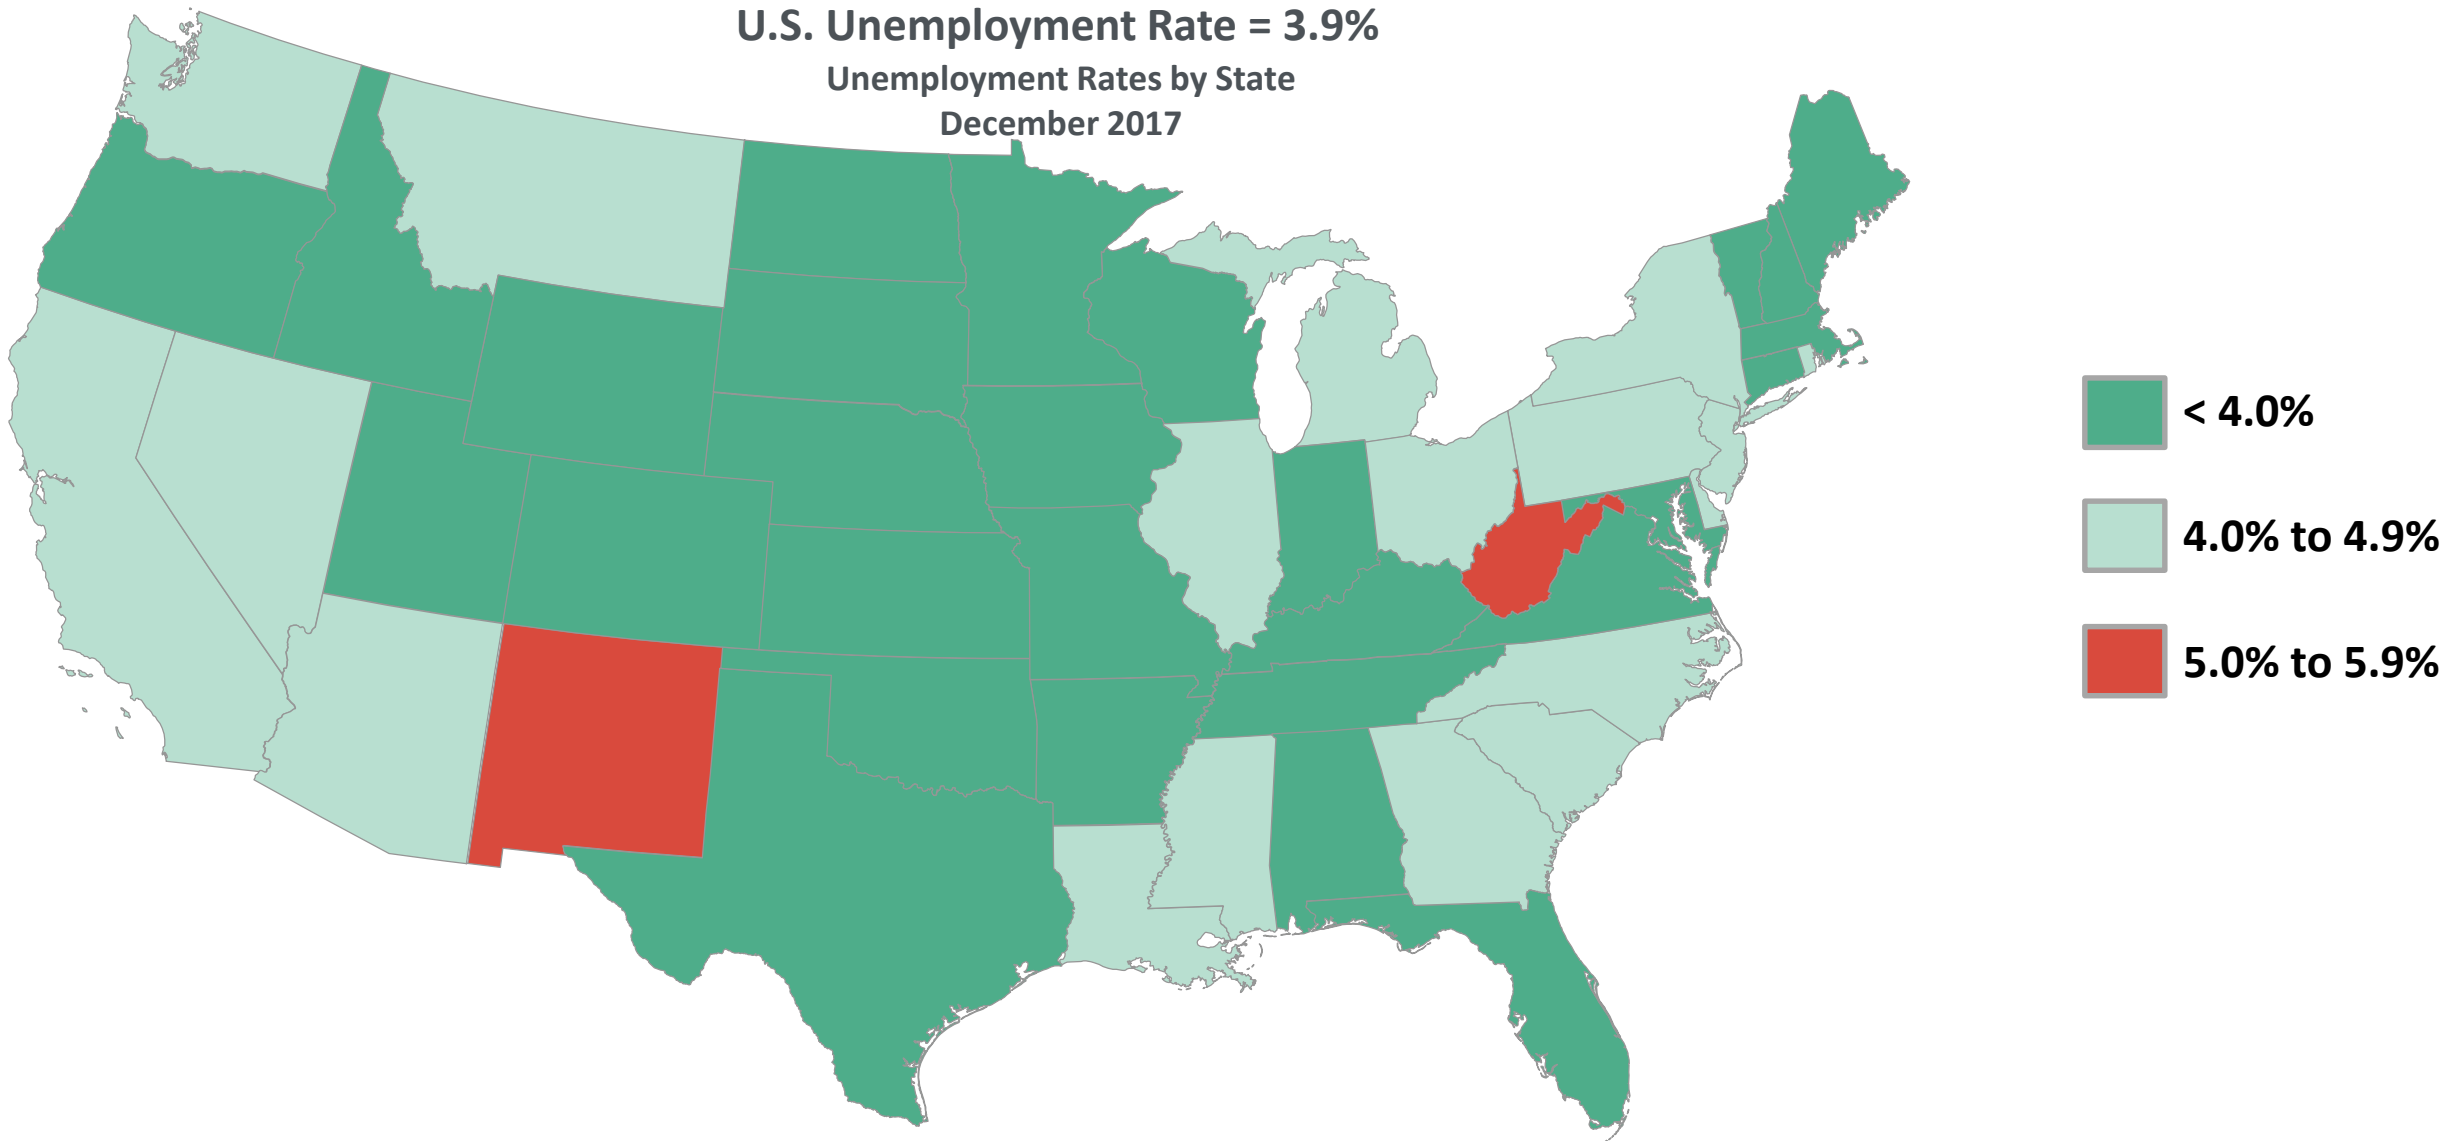 U.S. Unemployment Rate = 3.9%
Unemployment Rates by State
December 2017
< 4.0%
4.0% to 4.9%
5.0% to 5.9%